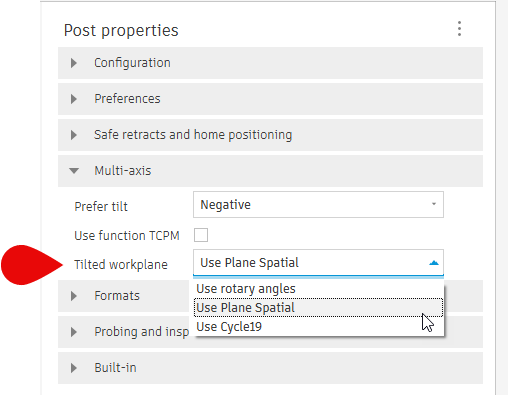 Post properties
Configuration
Preferences
Safe retracts and home positioning
Multi-axis
Prefer tilt Negative
Use function TCPM
Tilted workplane Use Plane Spatial
Use rotary angles
Formats
Use Plane Spatial
Probing and insp
Use Cycle19
Built-in